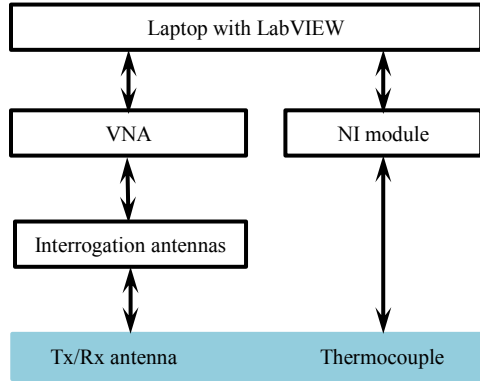 Laptop with LabVIEW
VNA
NI module
Interrogation antennas
Tx/Rx antenna
Thermocouple